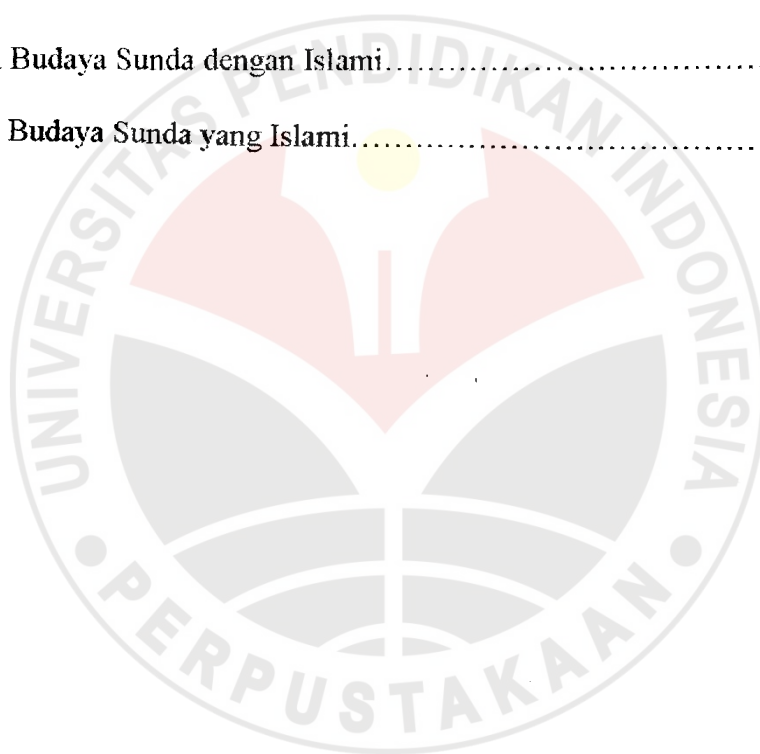 Budaya Sunda dengan Islami..........................................
Budaya Sunda yang Islami.............................................
UNIVERSITAS PENDIDIKAN INDONESIA
PERPUSTAKAAN